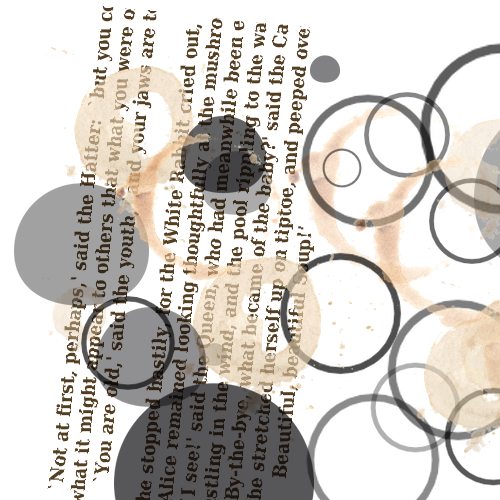 `Not at first, perhaps,' said the Hatter: `but you co
what it might appear to others that what you were o
`You are old,' said the youth, `and your jaws are to
he stopped hastily, for the White Rabbit cried out,
Alice remained looking thoughtfully at the mushro
`I see!' said the Queen, who had meanwhile been e
stling in the wind, and the pool rippling to the wa
By-the-bye, what became of the baby?' said the Ca
he stretched herself up on tiptoe, and peeped ove
Beautiful, beautiful Soup!'